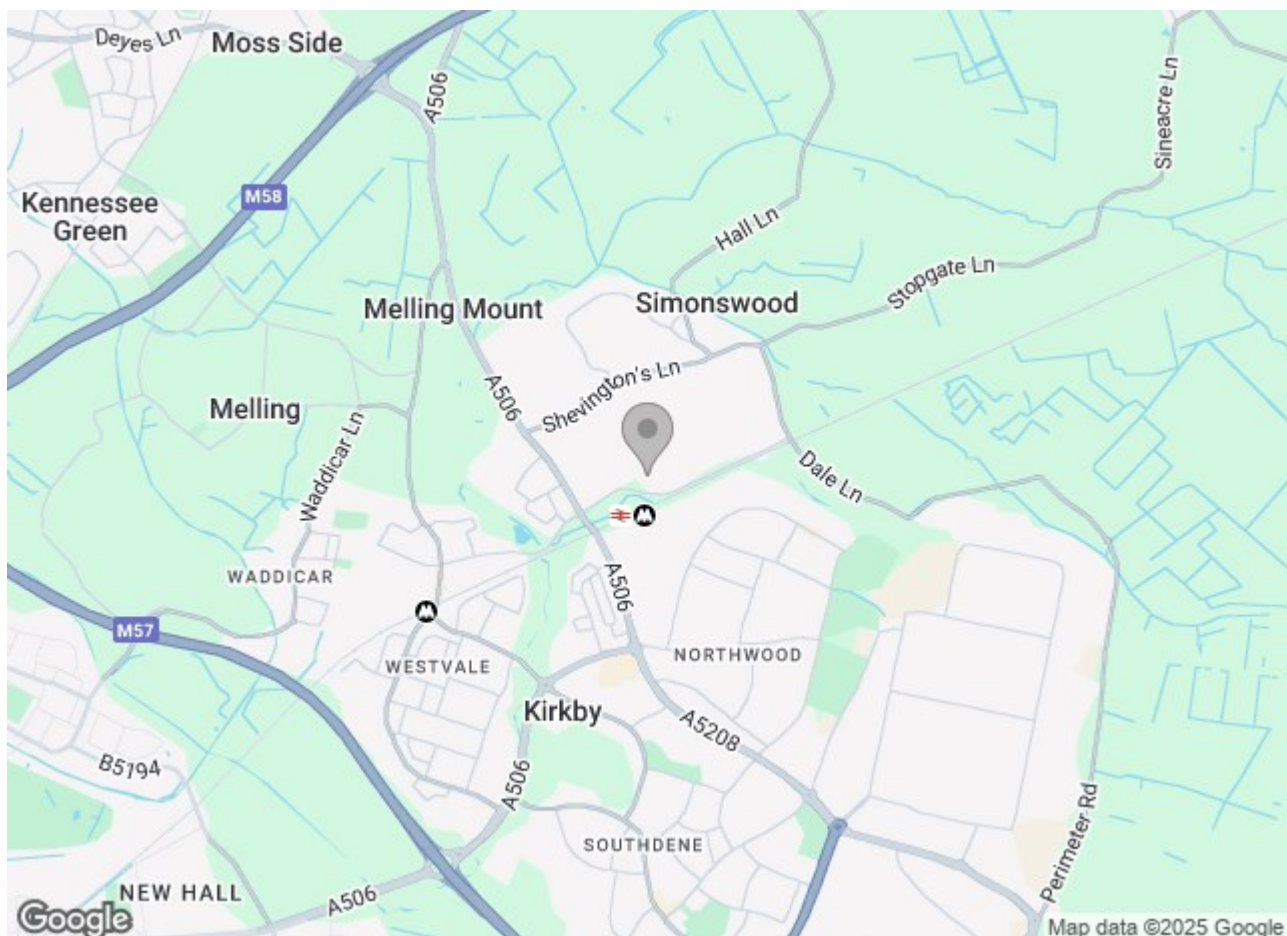 Deyes Ln
Moss Side
A506
Sineacre Ln
M58
Kennessee
Green
Hall Ln
Stopgate Ln
Melling Mount
Simonswood
A506
Shevington's Ln
Melling
Waddicar Ln
Dale Ln
WADDICAR
A506
M57
WESTVALE
NORTHWOOD
Kirkby
A5208
B5194
A506
SOUTHDENE
Perimeter Rd
NEW HALL
A506
Google
Map data ©2025 Google